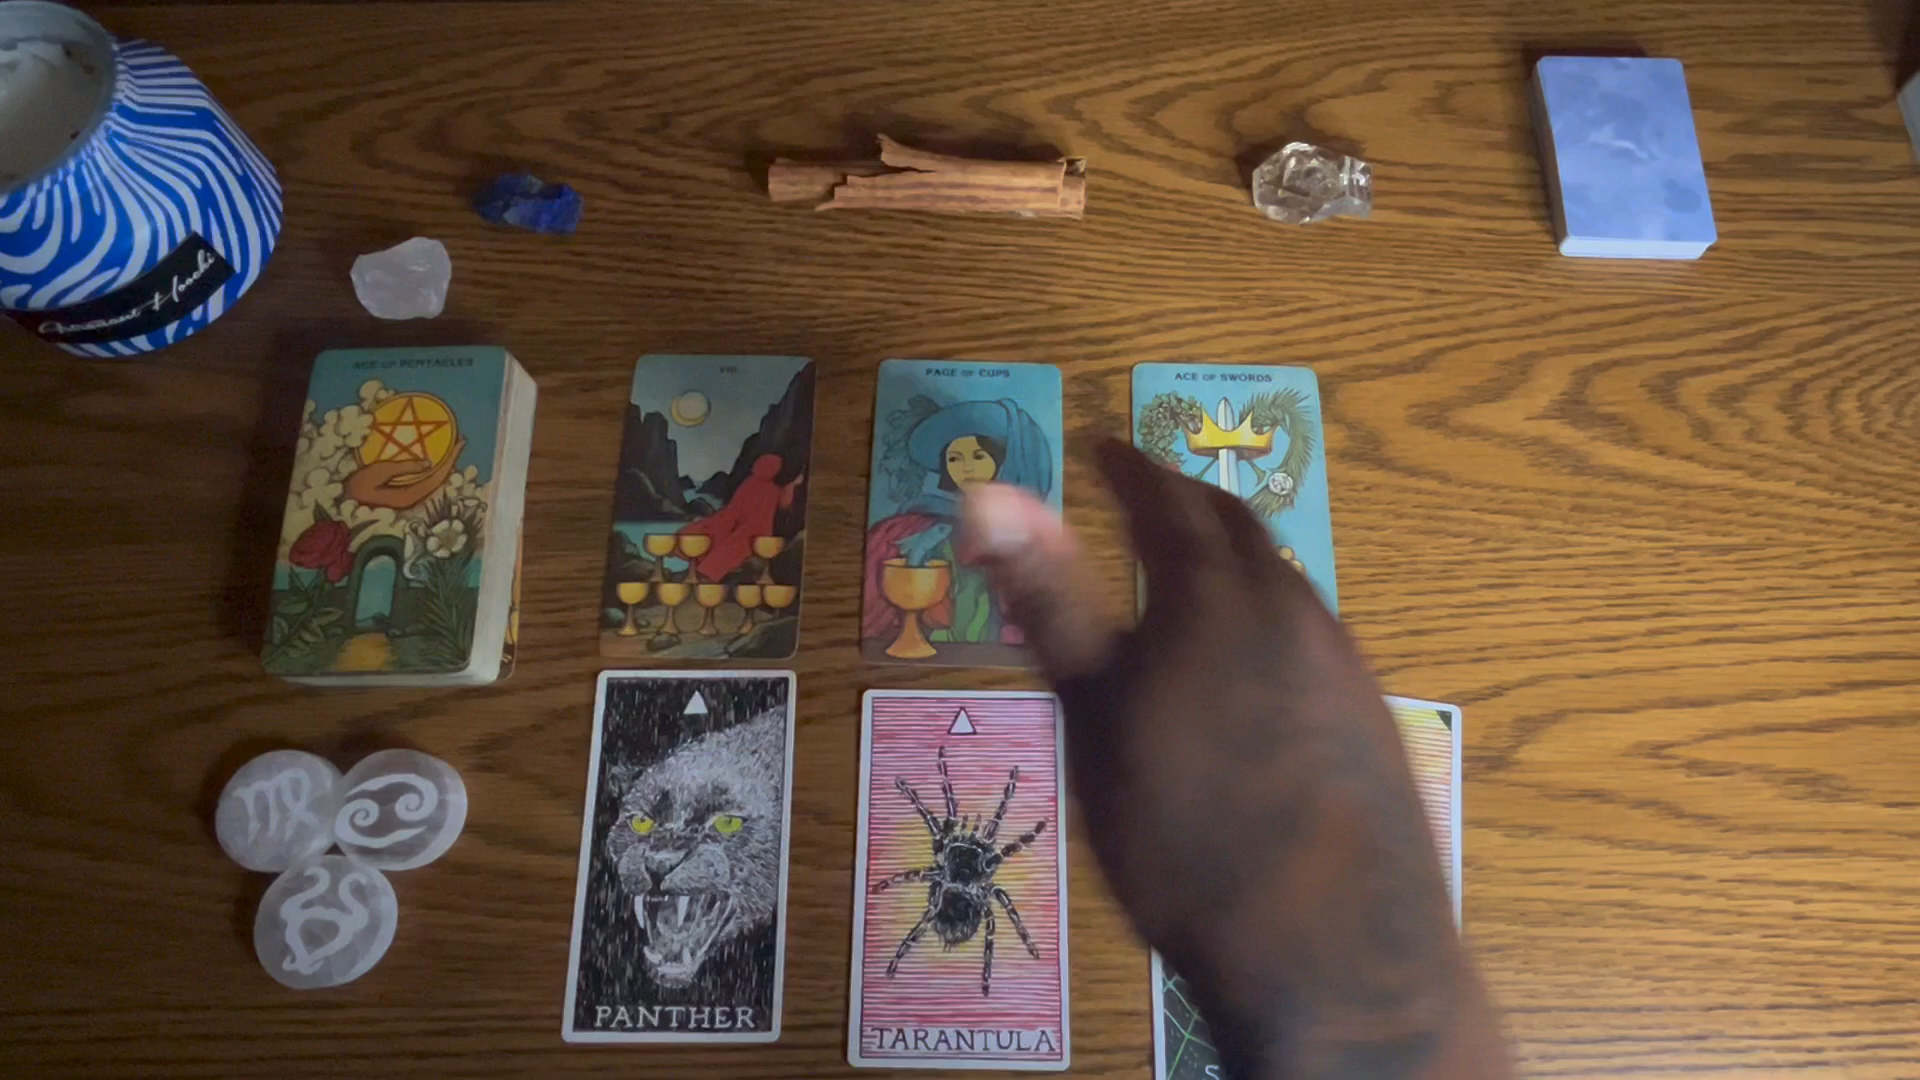 ACE OF PENTACLES
VIII
PAGE OF CUPS
ACE OF SWORDS
PANTHER
TARANTULA
S